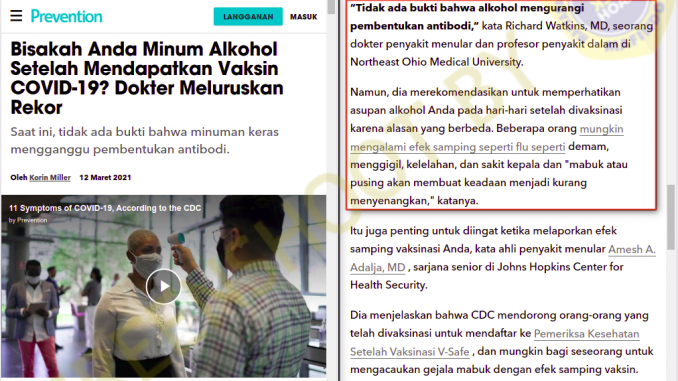 Prevention
LANGGANAN
MASUK
Bisakah Anda Minum Alkohol
Setelah Mendapatkan Vaksin
COVID-19? Dokter Meluruskan
Rekor
Saat ini, tidak ada bukti bahwa minuman keras
mengganggu pembentukan antibodi.
Oleh Korin Miller 12 Maret 2021
11 Symptoms of COVID-19, According to the CDC
by Prevention
"Tidak ada bukti bahwa alkohol mengurangi
pembentukan antibodi," kata Richard Watkins, MD, seorang
dokter penyakit menular dan profesor penyakit dalam di
Northeast Ohio Medical University.
Namun, dia merekomendasikan untuk memperhatikan
asupan alkohol Anda pada hari-hari setelah divaksinasi
karena alasan yang berbeda. Beberapa orang mungkin
mengalami efek samping seperti flu seperti demam,
menggigil, kelelahan, dan sakit kepala dan "mabuk atau
pusing akan membuat keadaan menjadi kurang
menyenangkan," katanya.
Itu juga penting untuk diingat ketika melaporkan efek
samping vaksinasi Anda, kata ahli penyakit menular Amesh A.
Adalja, MD , sarjana senior di Johns Hopkins Center for
Health Security.
Dia menjelaskan bahwa CDC mendorong orang-orang yang
telah divaksinasi untuk mendaftar ke Pemeriksa Kesehatan
Setelah Vaksinasi V-Safe , dan mungkin bagi seseorang untuk
mengacaukan gejala mabuk dengan efek samping vaksin.